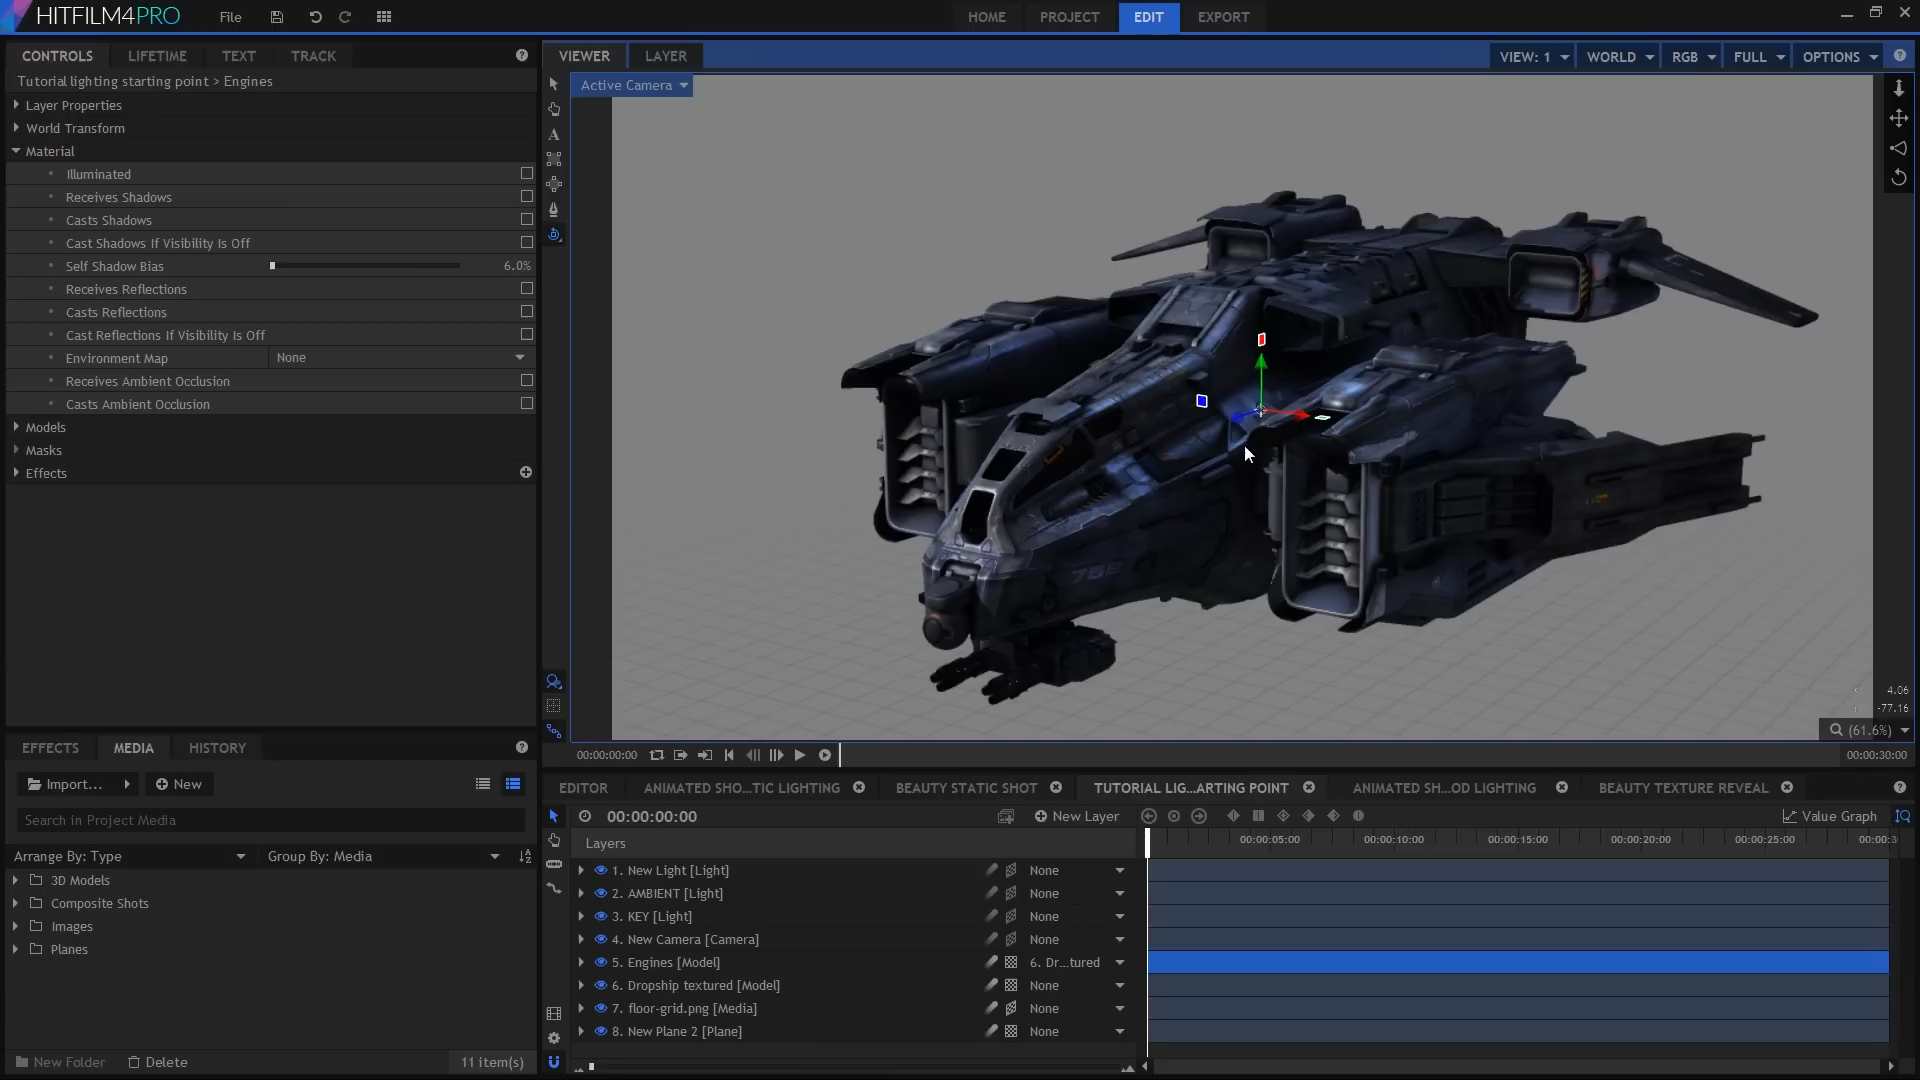 HITFILM4PRO
File
HOME
PROJECT
EDIT
EXPORT
CONTROLS
LIFETIME
TEXT
TRACK
Tutorial lighting starting point > Engines
Layer Properties
World Transform
Material
Illuminated
Receives Shadows
Casts Shadows
Cast Shadows If Visibility Is Off
Self Shadow Bias 6.0%
Receives Reflections
Casts Reflections
Cast Reflections If Visibility Is Off
Environment Map None
Receives Ambient Occlusion
Casts Ambient Occlusion
Models
Masks
Effects
VIEWER
LAYER
VIEW: 1
WORLD
RGB
FULL
OPTIONS
Active Camera
758
4.06
-77.16
(61.6%)
00:00:00:00
00:00:30:00
EFFECTS
MEDIA
HISTORY
Import...
New
Search in Project Media
Arrange By: Type
Group By: Media
3D Models
Composite Shots
Images
Planes
New Folder
Delete
11 item(s)
EDITOR
ANIMATED SHO...TIC LIGHTING
BEAUTY STATIC SHOT
TUTORIAL LIG...ARTING POINT
ANIMATED SH...OD LIGHTING
BEAUTY TEXTURE REVEAL
00:00:00:00
New Layer
Value Graph
Layers
00:00:05:00
00:00:10:00
00:00:15:00
00:00:20:00
00:00:25:00
00:00:3
1. New Light [Light] None
2. AMBIENT [Light] None
3. KEY [Light] None
4. New Camera [Camera] None
5. Engines [Model] 6. Dr...tured
6. Dropship textured [Model] None
7. floor-grid.png [Media] None
8. New Plane 2 [Plane] None